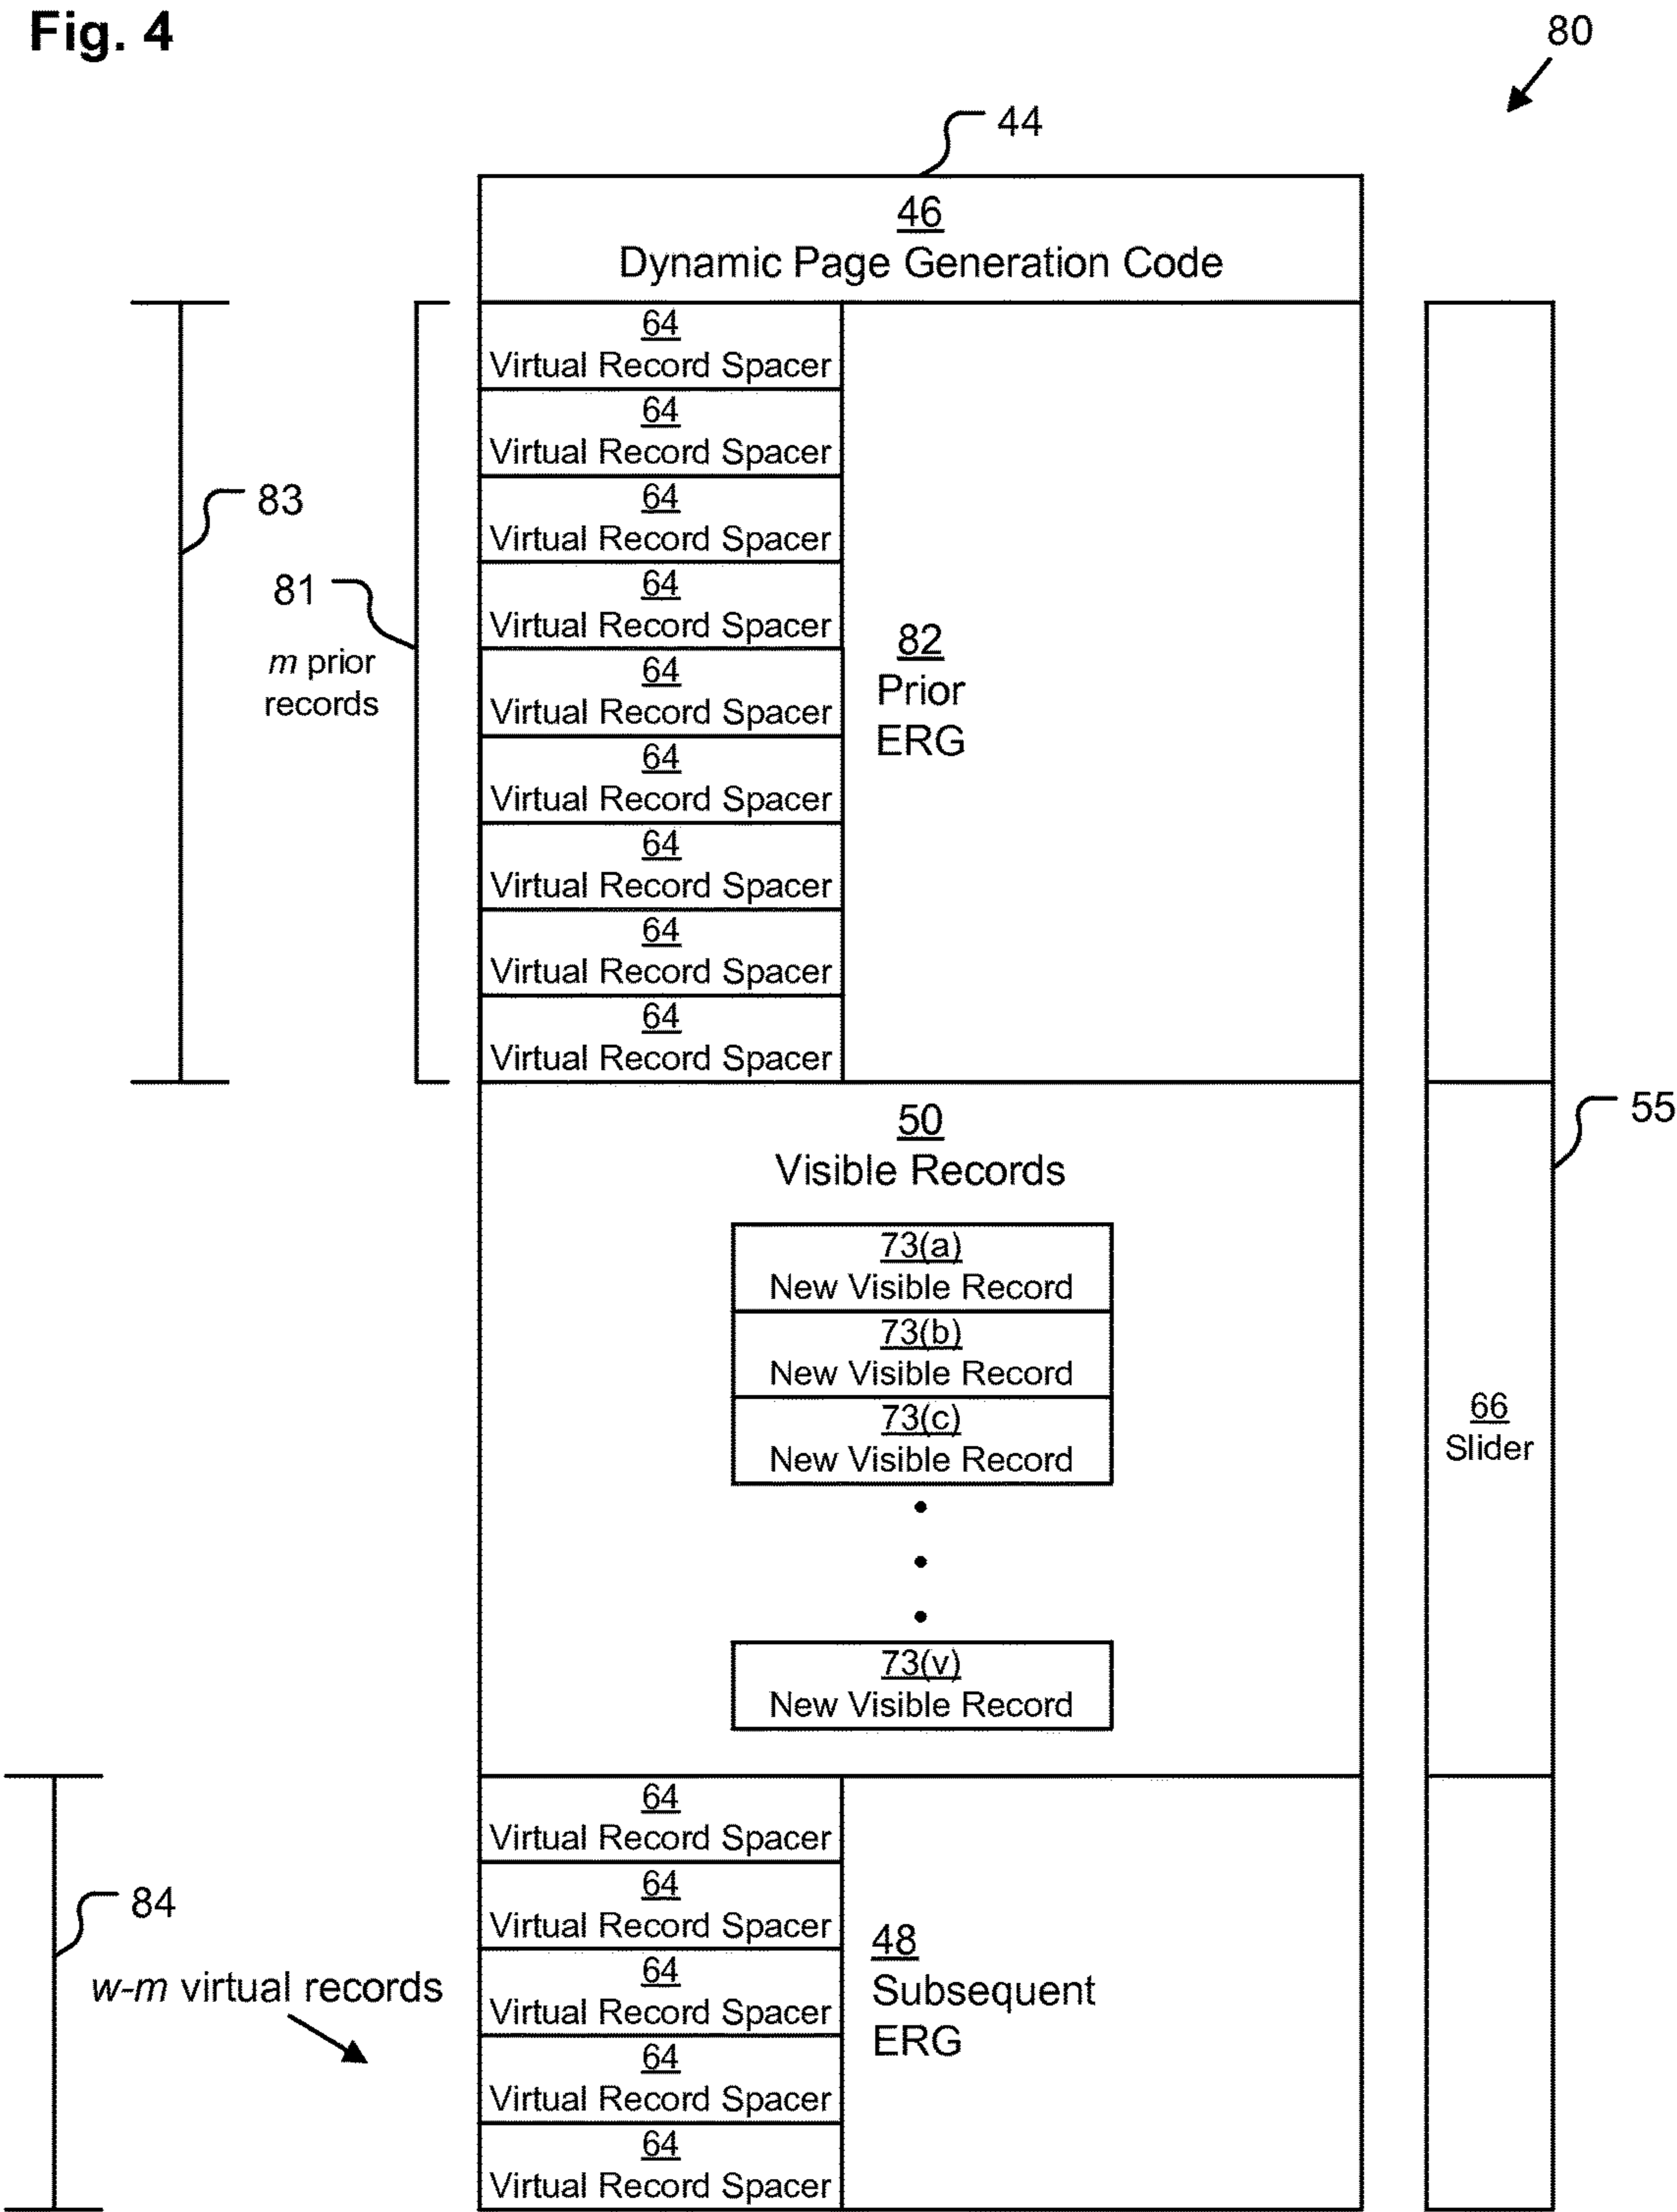 Fig. 4
80
44
46
Dynamic Page Generation Code
64
Virtual Record Spacer
64
Virtual Record Spacer
64
Virtual Record Spacer
64
Virtual Record Spacer
64
Virtual Record Spacer
64
Virtual Record Spacer
64
Virtual Record Spacer
64
Virtual Record Spacer
64
Virtual Record Spacer
83
81
m prior
records
82
Prior
ERG
50
Visible Records
55
73(a)
New Visible Record
73(b)
New Visible Record
73(c)
New Visible Record
73(v)
New Visible Record
66
Slider
64
Virtual Record Spacer
64
Virtual Record Spacer
64
Virtual Record Spacer
64
Virtual Record Spacer
64
Virtual Record Spacer
84
w-m virtual records
48
Subsequent
ERG